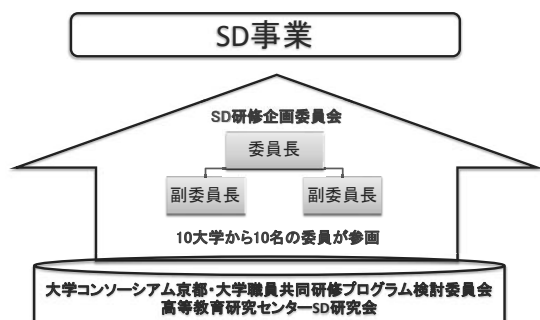 SD事業
SD研修企画委員会
委員長
副委員長 副委員長
10大学から10名の委員が参画
大学コンソーシアム京都・大学職員共同研修プログラム検討委員会
高等教育研究センターSD研究会